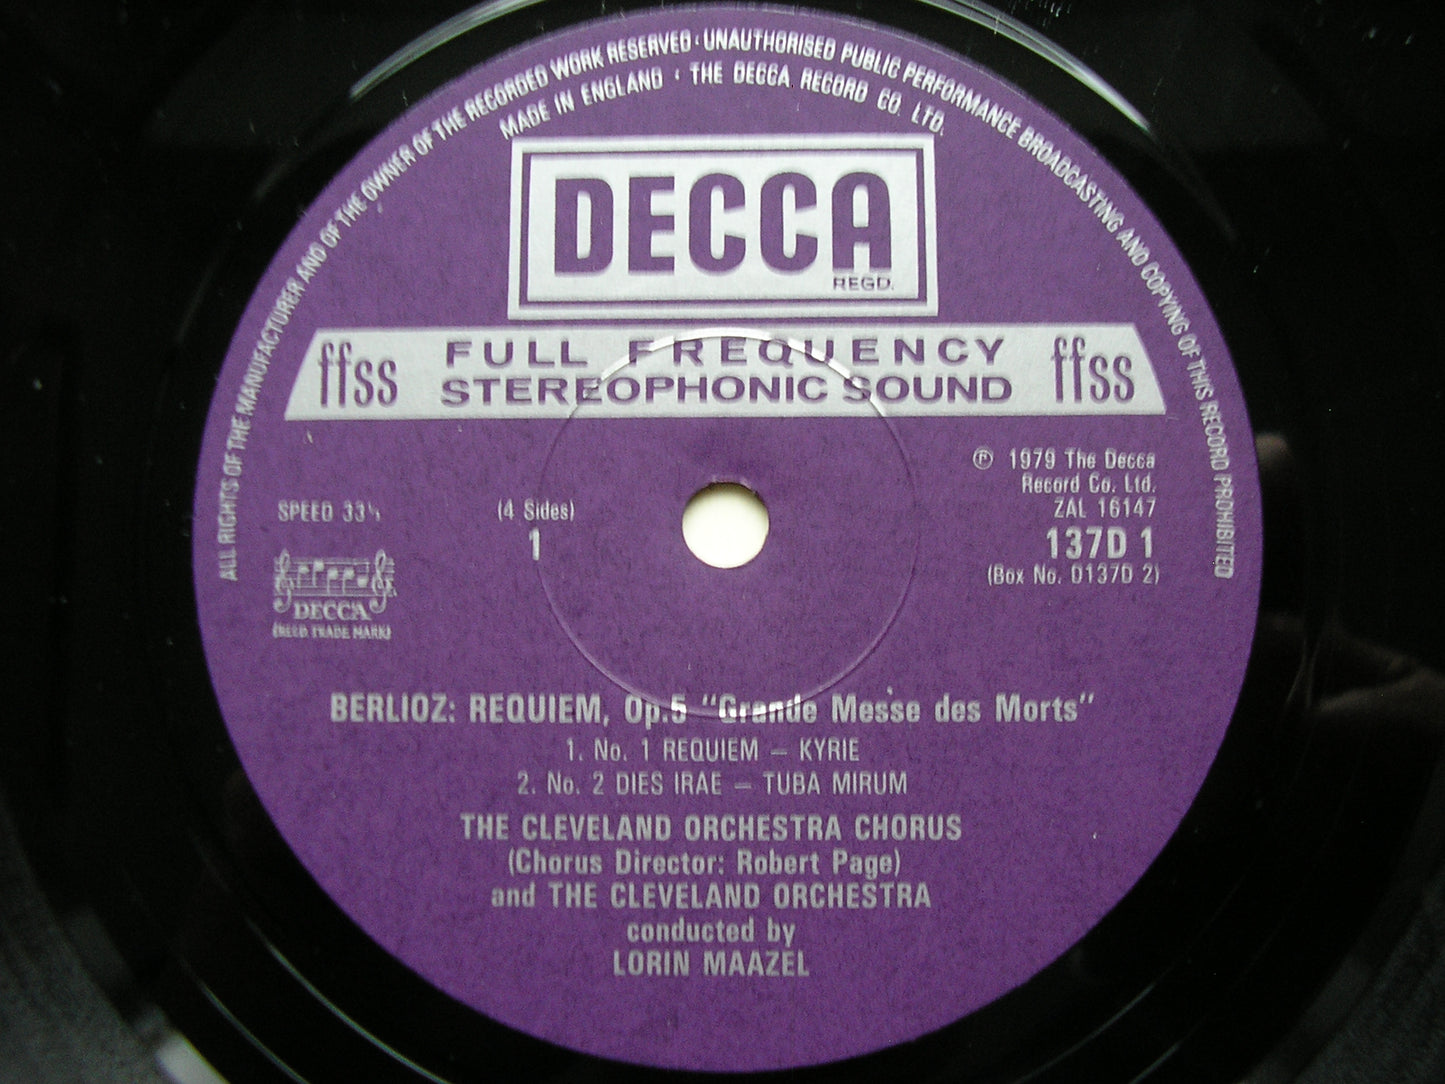 ALL RIGHTS OF THE MANUFACTURER AND OF THE OWNER OF THE RECORDED WORK RESERVED · UNAUTHORISED PUBLIC PERFORMANCE BROADCASTING AND COPYING OF THIS RECORD PROHIBITED
MADE IN ENGLAND · THE DECCA RECORD CO. LTD.
DECCA
REGD.
ffss FULL FREQUENCY STEREOPHONIC SOUND ffss
℗ 1979 The Decca
Record Co. Ltd.
ZAL 16147
SPEED 33⅓
(4 Sides)
1
137D 1
(Box No. D137D 2)
DECCA
(REGD. TRADE MARK)
BERLIOZ: REQUIEM, Op.5 "Grande Messe des Morts"
1. No. 1 REQUIEM – KYRIE
2. No. 2 DIES IRAE – TUBA MIRUM
THE CLEVELAND ORCHESTRA CHORUS
(Chorus Director: Robert Page)
and THE CLEVELAND ORCHESTRA
conducted by
LORIN MAAZEL